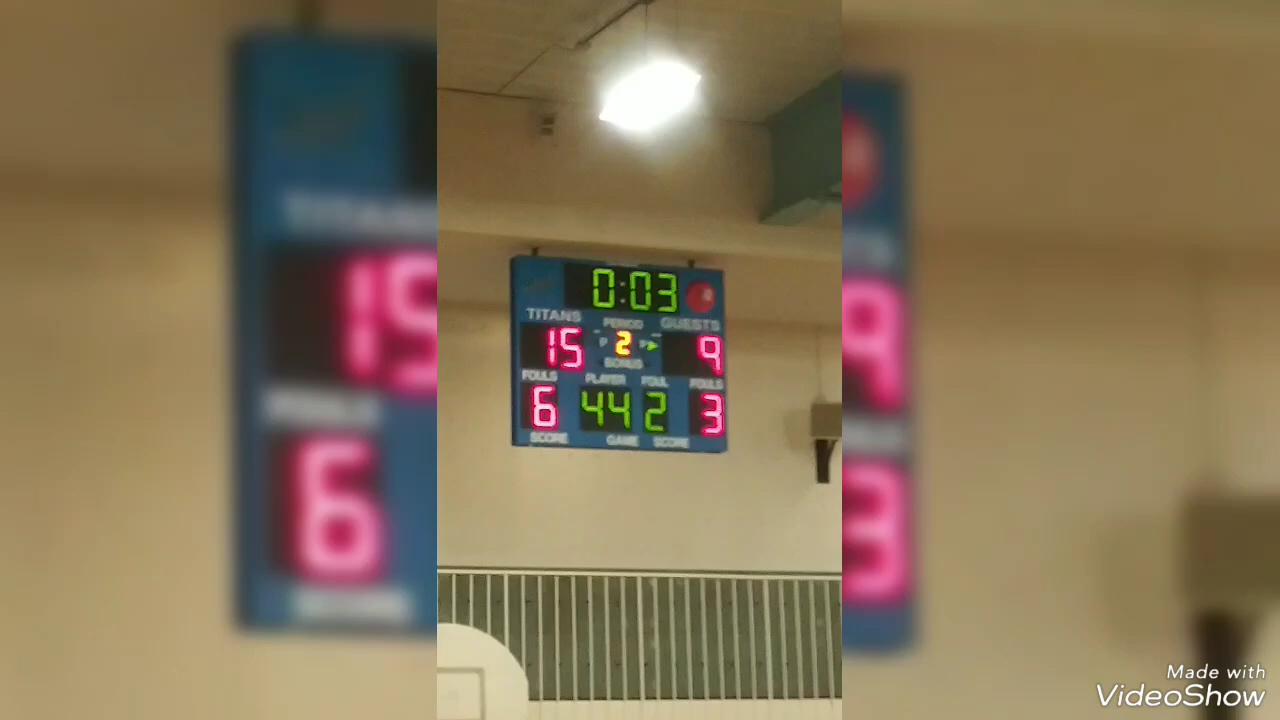 0:03
TITANS PERIOD GUESTS
15 P 2 P 9
BONUS
FOULS PLAYER FOUL FOULS
6 44 2 3
SCORE GAME SCORE
Made with
VideoShow